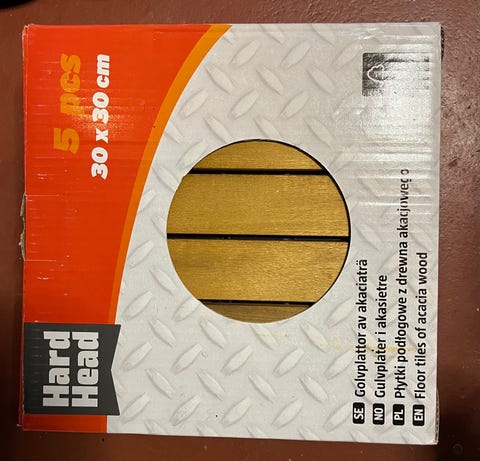 5 pcs
30 x 30 cm
Hard
Head
SE Golvplattor av akaciaträ
NO Gulvplater i akasietre
PL Płytki podłogowe z drewna akacjowego
EN Floor tiles of acacia wood